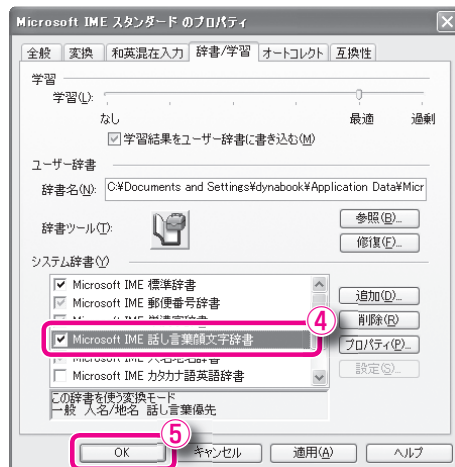 Microsoft IME スタンダード のプロパティ
全般 変換 和英混在入力 辞書/学習 オートコレクト 互換性
学習
学習(L):
なし 最適 過剰
学習結果をユーザー辞書に書き込む(M)
ユーザー辞書
辞書名(N): C:¥Documents and Settings¥dynabook¥Application Data¥Micr
辞書ツール(T): 参照(B)...
修復(F)...
システム辞書(Y)
Microsoft IME 標準辞書
Microsoft IME 郵便番号辞書 追加(D)...
④ 削除(R)
Microsoft IME 話し言葉顔文字辞書 プロパティ(P)...
Microsoft IME 人名地名辞書 設定(S)...
Microsoft IME カタカナ語英語辞書
この辞書を使う変換モード
一般 人名/地名 話し言葉優先
⑤
OK キャンセル 適用(A) ヘルプ